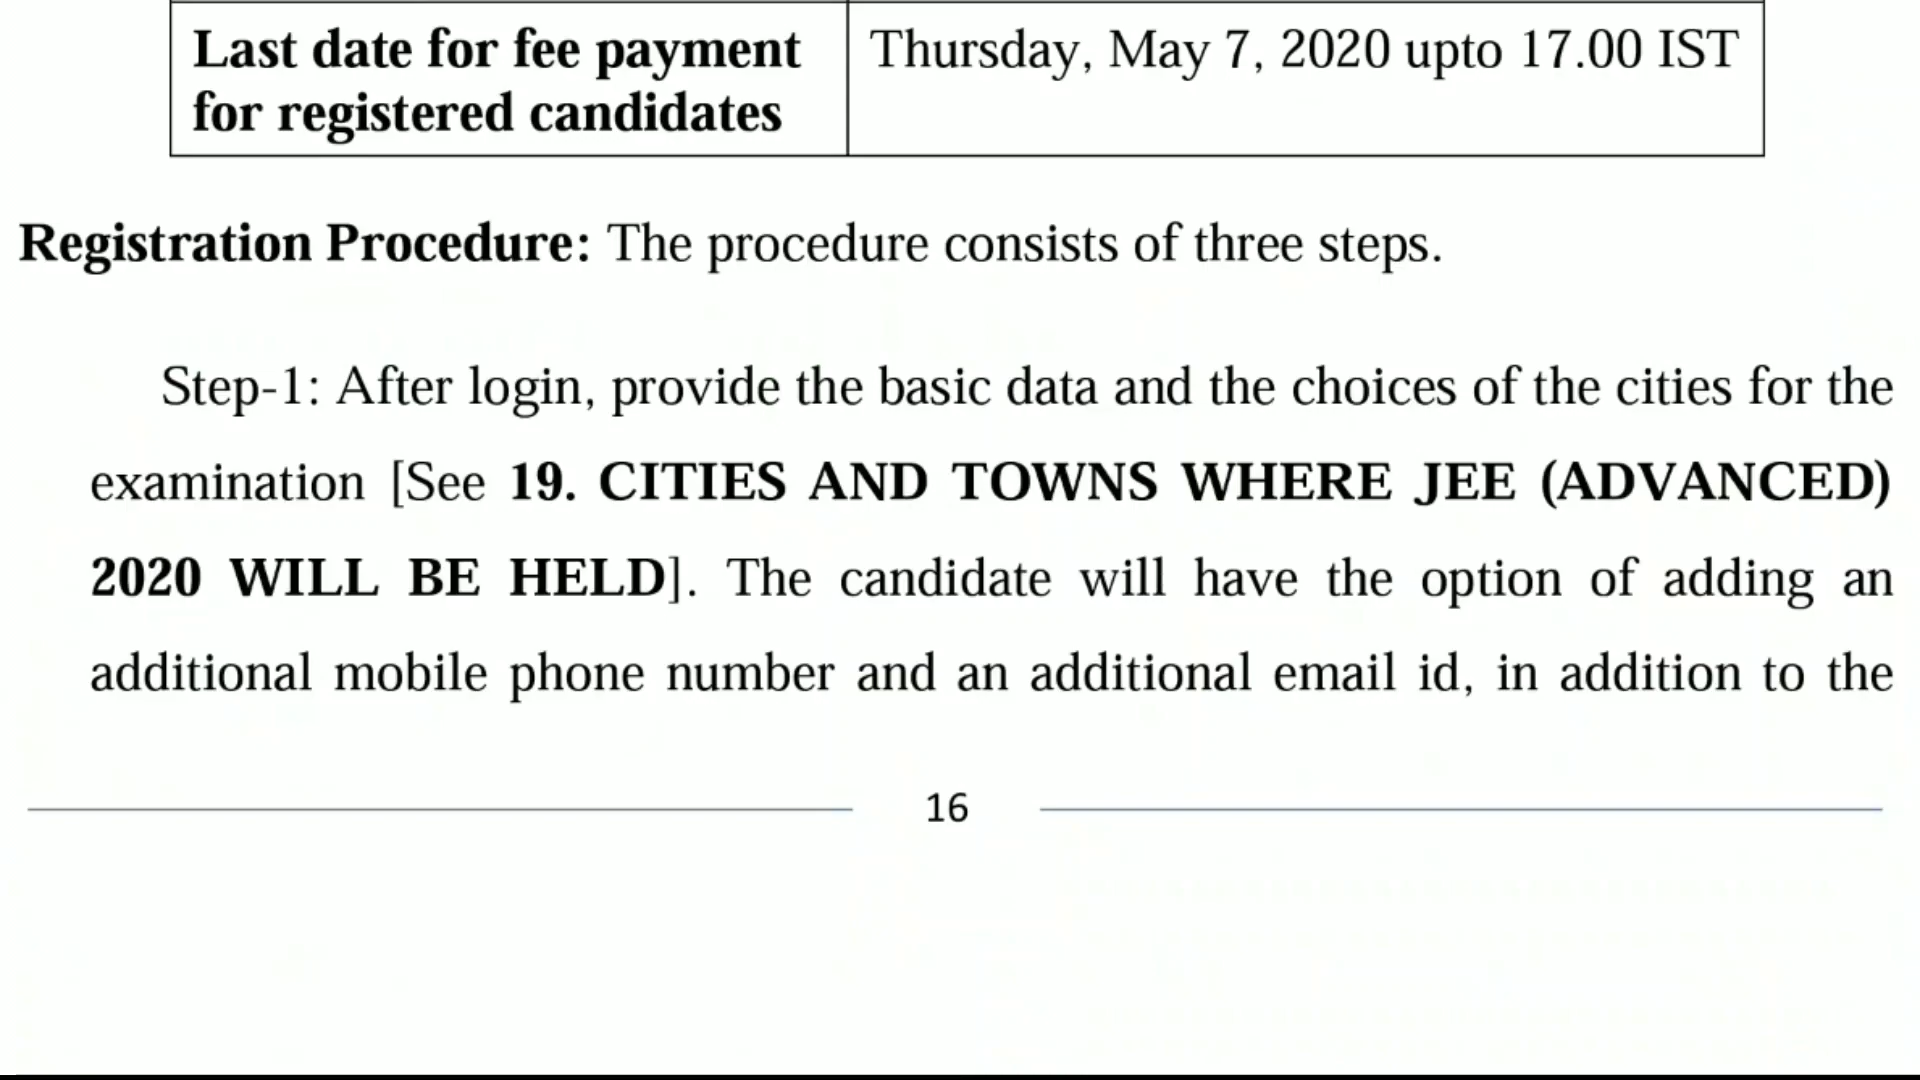 Last date for fee payment
for registered candidates
Thursday, May 7, 2020 upto 17.00 IST
Registration Procedure: The procedure consists of three steps.
Step-1: After login, provide the basic data and the choices of the cities for the
examination [See 19. CITIES AND TOWNS WHERE JEE (ADVANCED)
2020 WILL BE HELD]. The candidate will have the option of adding an
additional mobile phone number and an additional email id, in addition to the
16